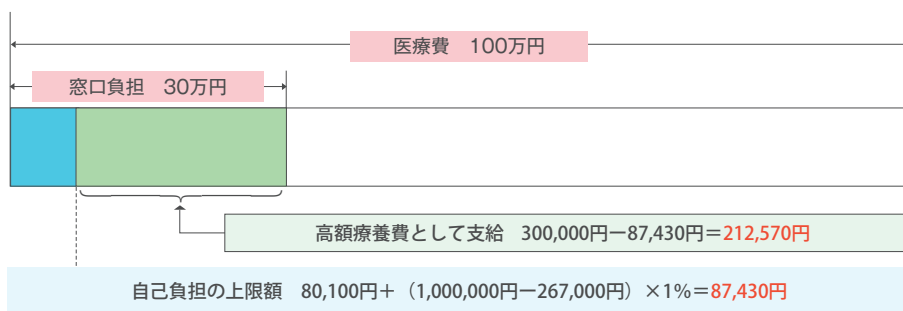 医療費　100万円
窓口負担　30万円
高額療養費として支給　300,000円ー87,430円＝212,570円
自己負担の上限額　80,100円＋（1,000,000円ー267,000円）×1%＝87,430円